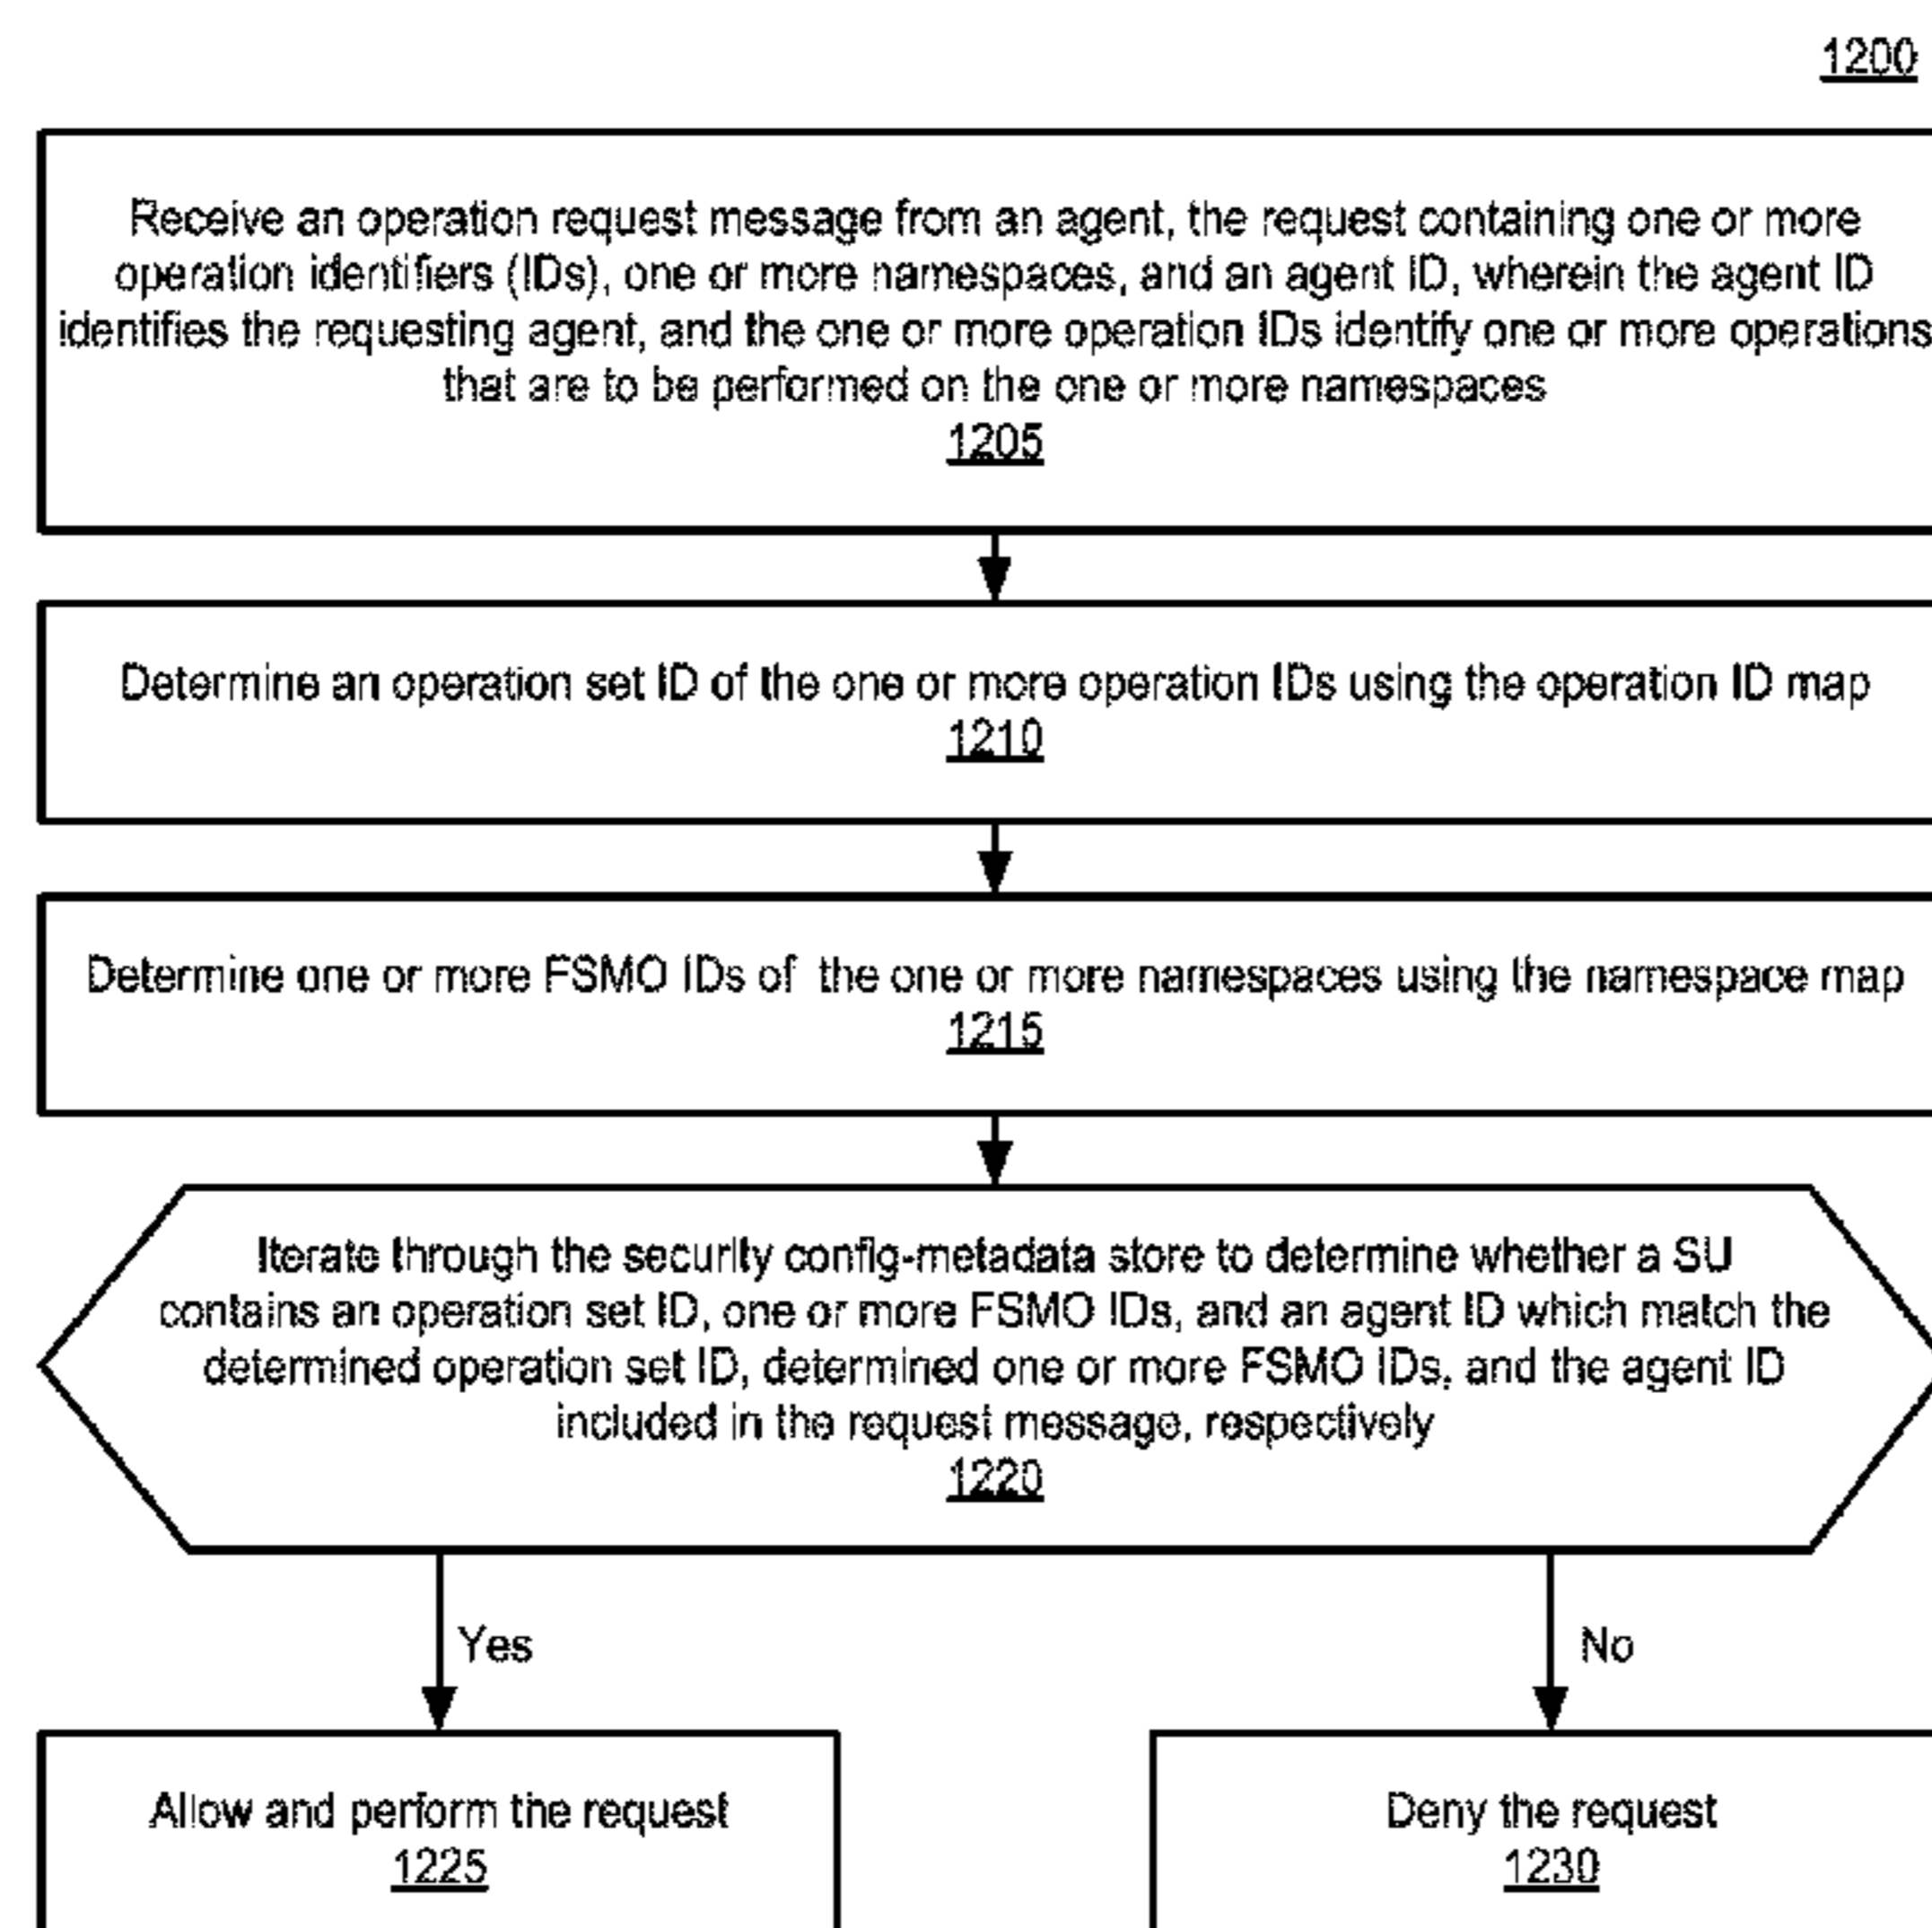 1200
Receive an operation request message from an agent, the request containing one or more
operation identifiers (IDs), one or more namespaces, and an agent ID, wherein the agent ID
identifies the requesting agent, and the one or more operation IDs identify one or more operations
that are to be performed on the one or more namespaces
1205
Determine an operation set ID of the one or more operation IDs using the operation ID map
1210
Determine one or more FSMO IDs of the one or more namespaces using the namespace map
1215
Iterate through the security config-metadata store to determine whether a SU
contains an operation set ID, one or more FSMO IDs, and an agent ID which match the
determined operation set ID, determined one or more FSMO IDs, and the agent ID
included in the request message, respectively
1220
Yes
No
Allow and perform the request
1225
Deny the request
1230